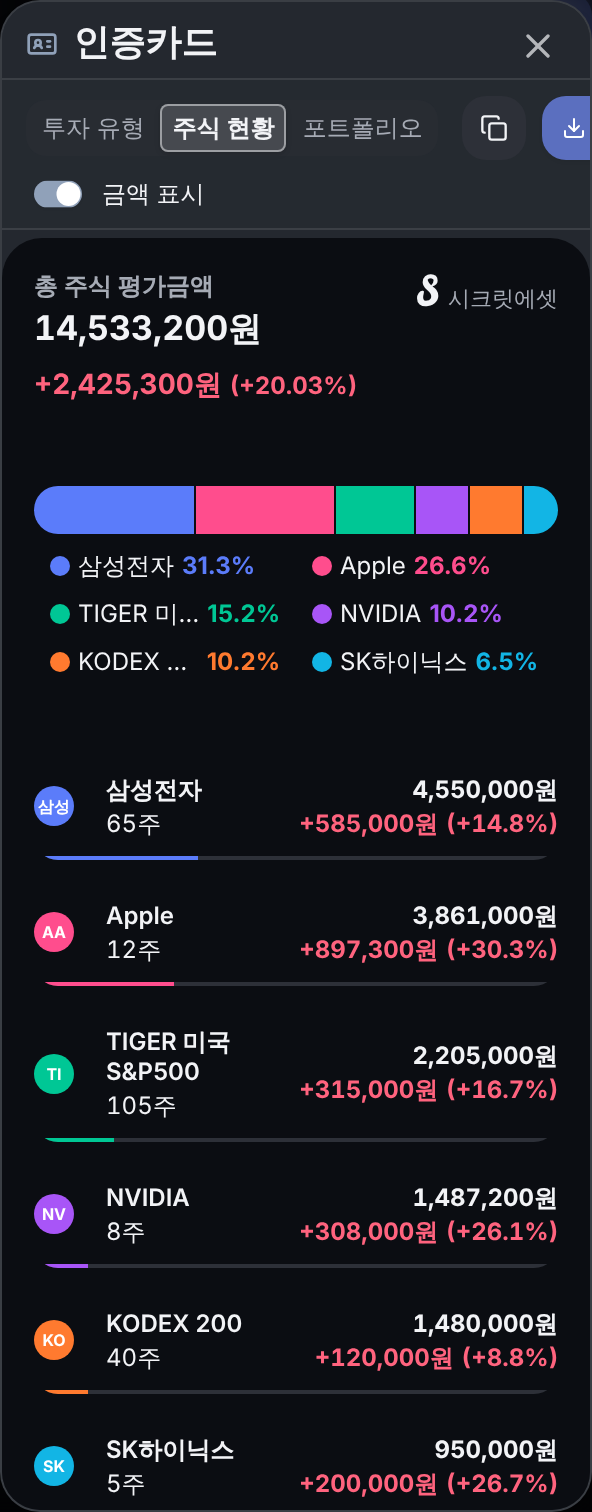 인증카드
투자 유형 주식 현황 포트폴리오
금액 표시
총 주식 평가금액
S 시크릿에셋
14,533,200원
+2,425,300원 (+20.03%)
삼성전자 31.3% Apple 26.6%
TIGER 미... 15.2% NVIDIA 10.2%
KODEX ... 10.2% SK하이닉스 6.5%
삼성 삼성전자 4,550,000원
65주 +585,000원 (+14.8%)
AA Apple 3,861,000원
12주 +897,300원 (+30.3%)
TI TIGER 미국
S&P500
105주
2,205,000원
+315,000원 (+16.7%)
NV NVIDIA 1,487,200원
8주 +308,000원 (+26.1%)
KO KODEX 200 1,480,000원
40주 +120,000원 (+8.8%)
SK SK하이닉스 950,000원
5주 +200,000원 (+26.7%)